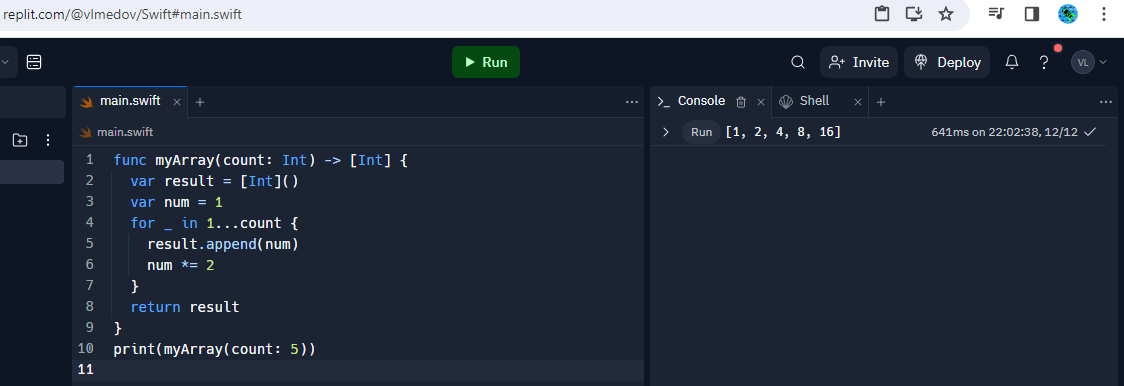 replit.com/@vlmedov/Swift#main.swift
Run
Invite
Deploy
?
VL
main.swift
Console
Shell
main.swift
Run [1, 2, 4, 8, 16] 641ms on 22:02:38, 12/12
1 func myArray(count: Int) -> [Int] {
2 var result = [Int]()
3 var num = 1
4 for _ in 1...count {
5 result.append(num)
6 num *= 2
7 }
8 return result
9 }
10 print(myArray(count: 5))
11